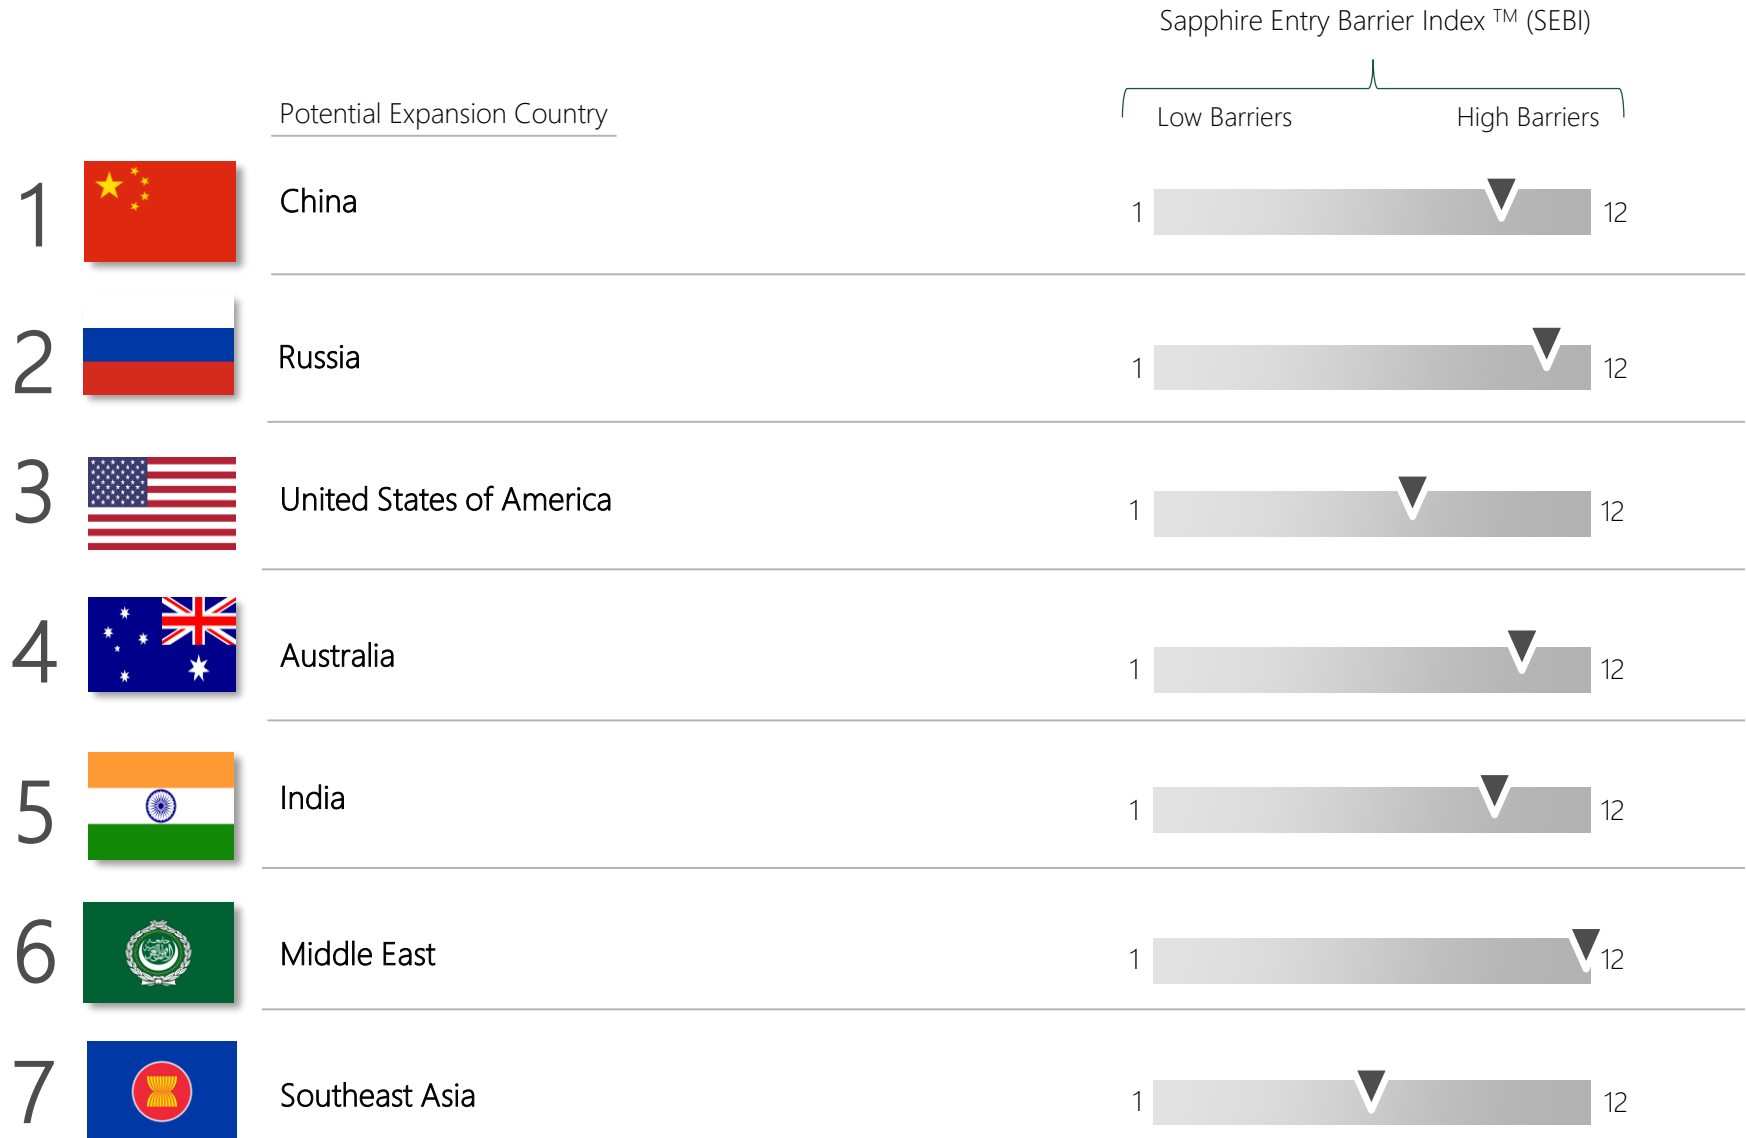 Sapphire Entry Barrier Index ™ (SEBI)
Potential Expansion Country
Low Barriers
High Barriers
1
China
1
12
2
Russia
1
12
3
United States of America
1
12
4
Australia
1
12
5
India
1
12
6
Middle East
1
12
7
Southeast Asia
1
12